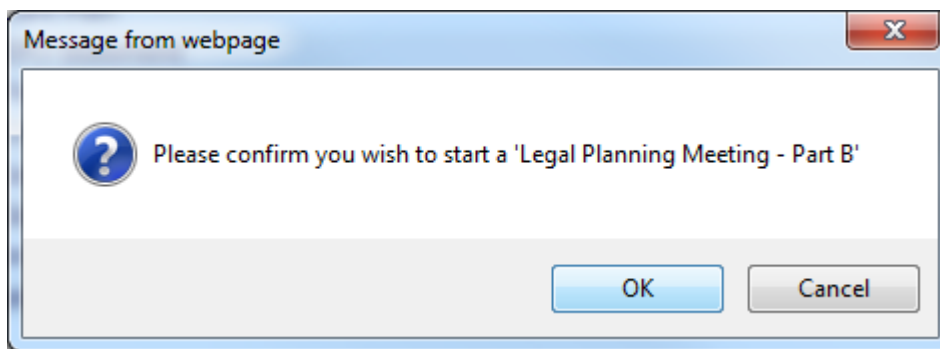 Message from webpage
Please confirm you wish to start a 'Legal Planning Meeting - Part B'
OK
Cancel